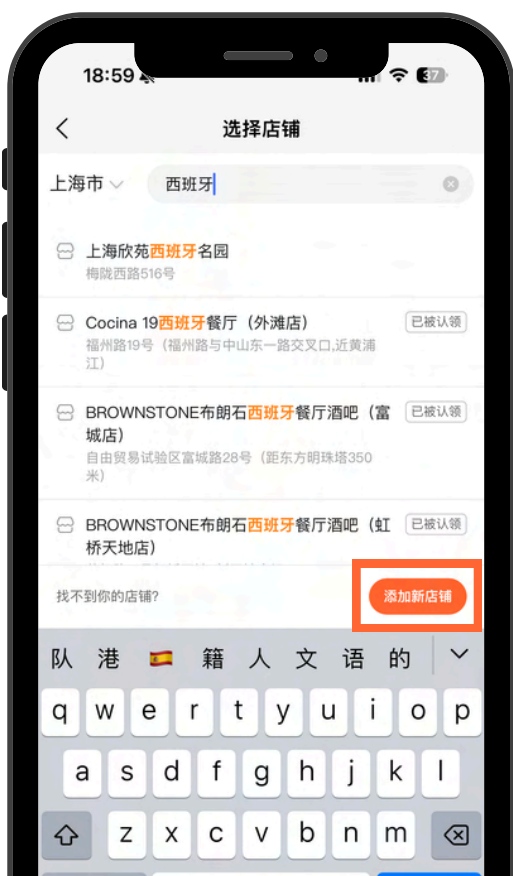 18:59
37
选择店铺
上海市
西班牙
上海欣苑西班牙名园
梅陇西路516号
Cocina 19西班牙餐厅（外滩店）
已被认领
福州路19号（福州路与中山东一路交叉口,近黄浦
江）
BROWNSTONE布朗石西班牙餐厅酒吧（富
已被认领
城店）
自由贸易试验区富城路28号（距东方明珠塔350
米）
BROWNSTONE布朗石西班牙餐厅酒吧（虹
已被认领
桥天地店）
找不到你的店铺?
添加新店铺
队 港 🇪🇸 籍 人 文 语 的
q w e r t y u i o p
a s d f g h j k l
z x c v b n m